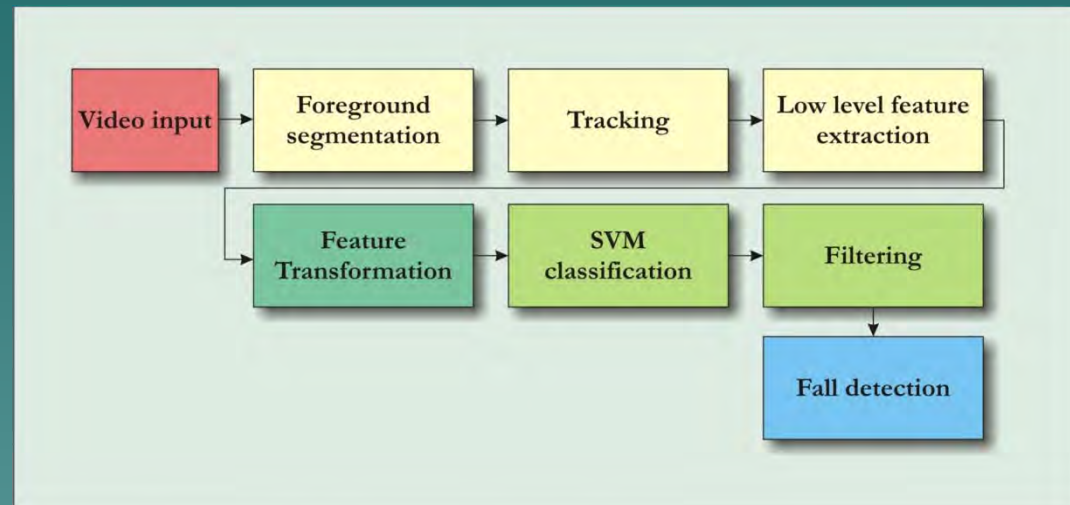 Video input
Foreground
segmentation
Tracking
Low level feature
extraction
Feature
Transformation
SVM
classification
Filtering
Fall detection